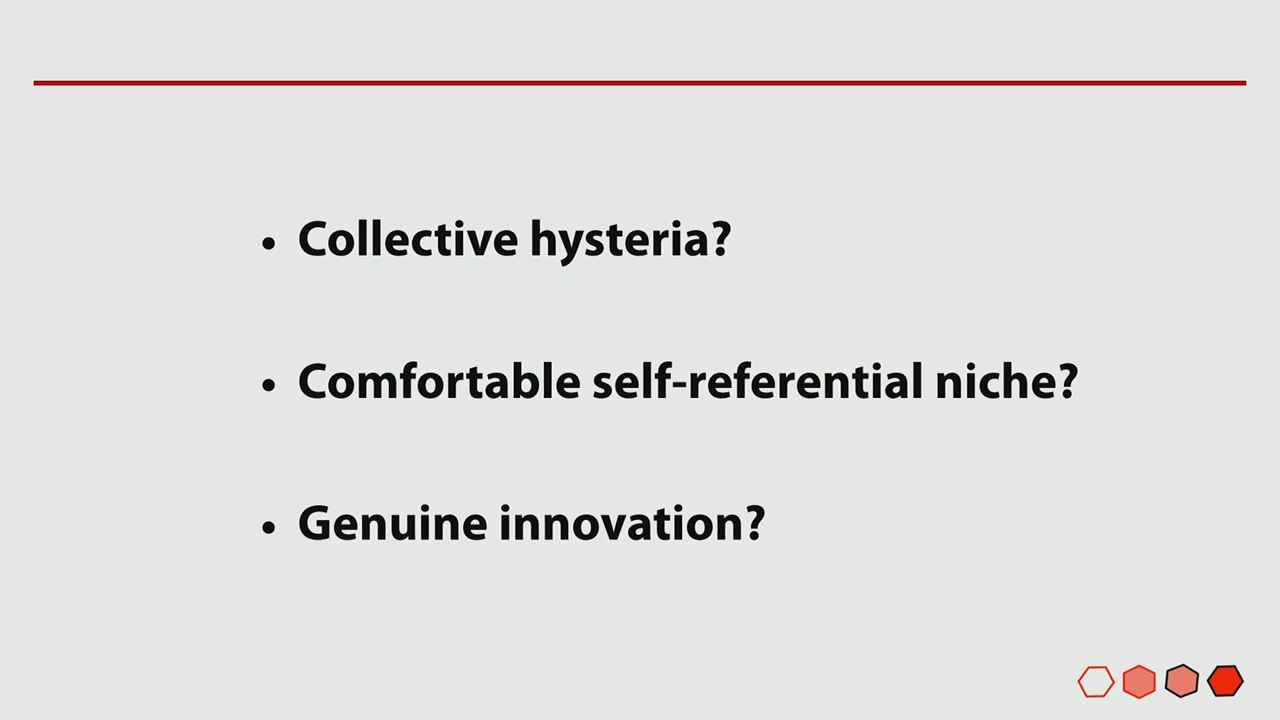 • Collective hysteria?
• Comfortable self-referential niche?
• Genuine innovation?